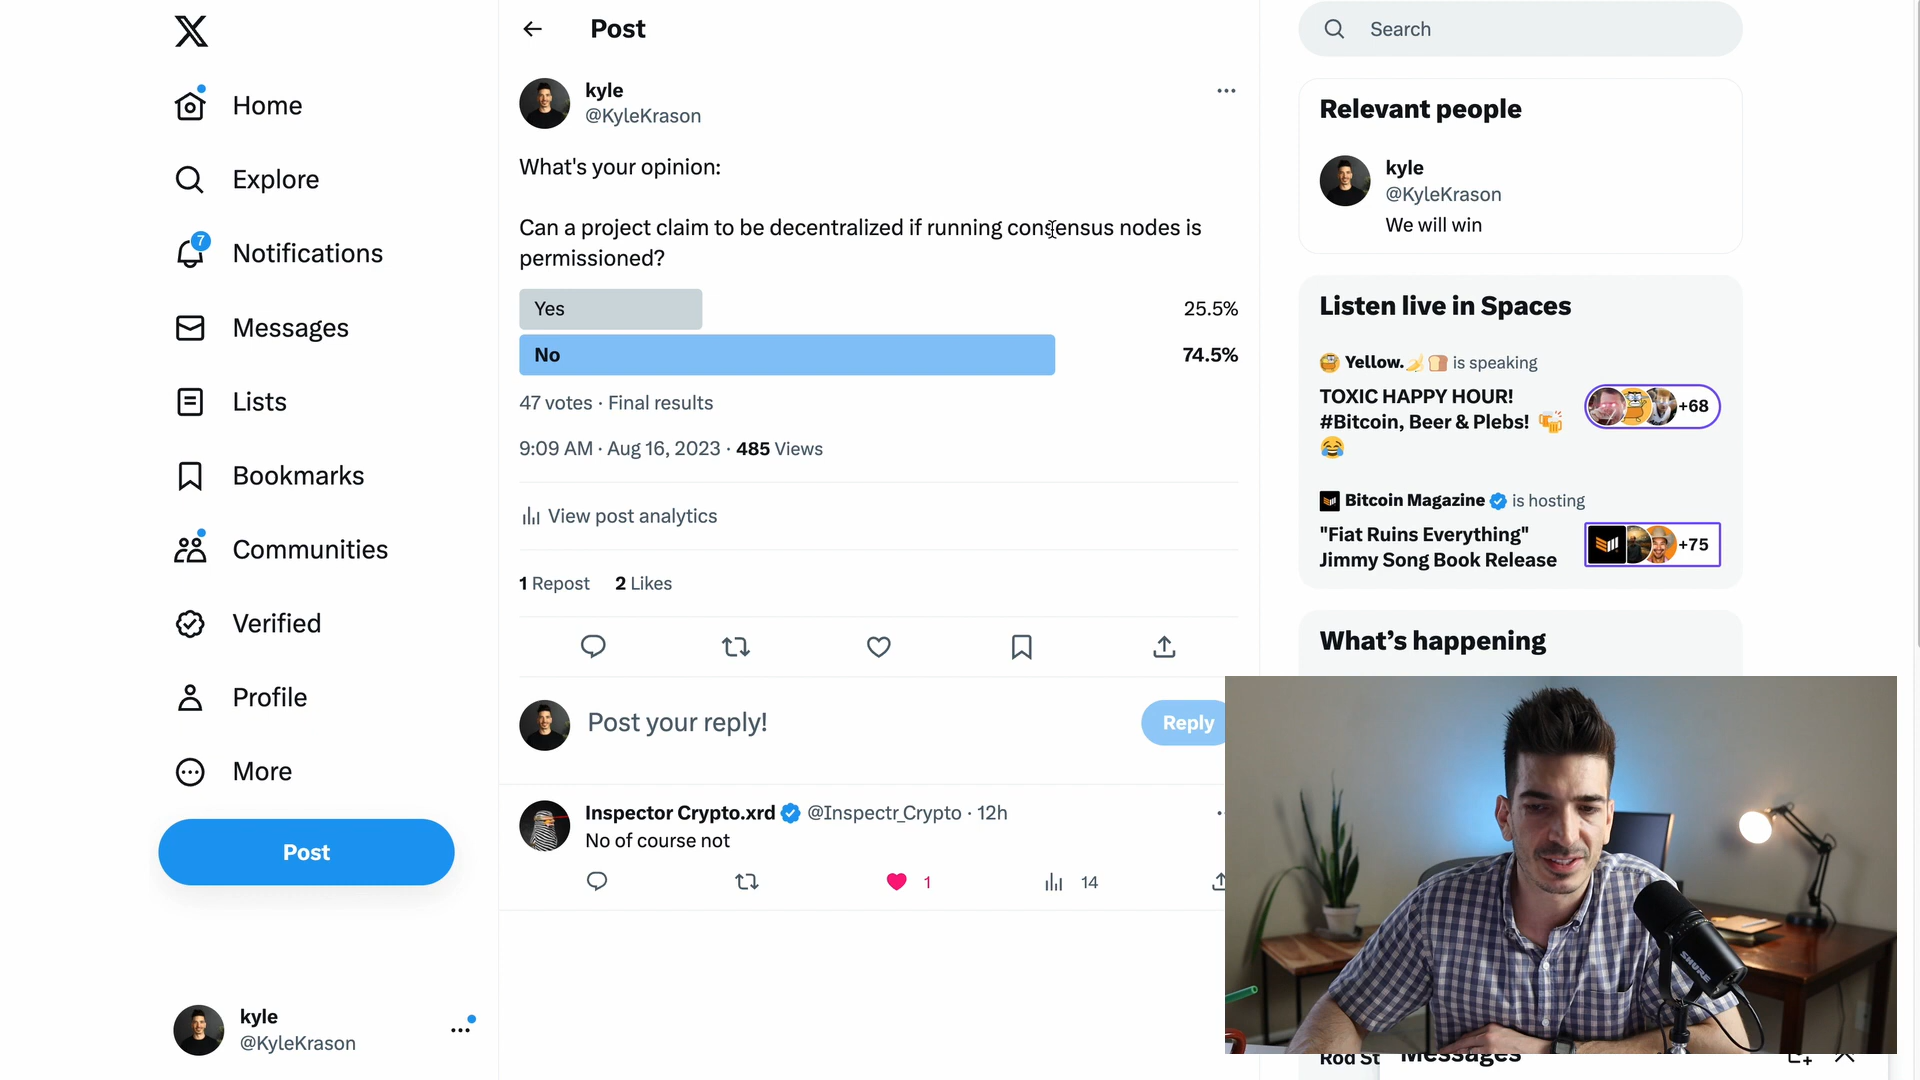 Home
Explore
7
Notifications
Messages
Lists
Bookmarks
Communities
Verified
Profile
More
Post
kyle
@KyleKrason
Post
kyle
@KyleKrason
What's your opinion:
Can a project claim to be decentralized if running consensus nodes is
permissioned?
Yes 25.5%
No 74.5%
47 votes · Final results
9:09 AM · Aug 16, 2023 · 485 Views
View post analytics
1 Repost 2 Likes
Post your reply!
Reply
Inspector Crypto.xrd @Inspectr_Crypto · 12h
No of course not
1 14
Search
Relevant people
kyle
@KyleKrason
We will win
Listen live in Spaces
Yellow. is speaking
TOXIC HAPPY HOUR!
#Bitcoin, Beer & Plebs!
+68
Bitcoin Magazine is hosting
"Fiat Ruins Everything"
Jimmy Song Book Release
+75
What's happening
SHURE
Rod St
Messages